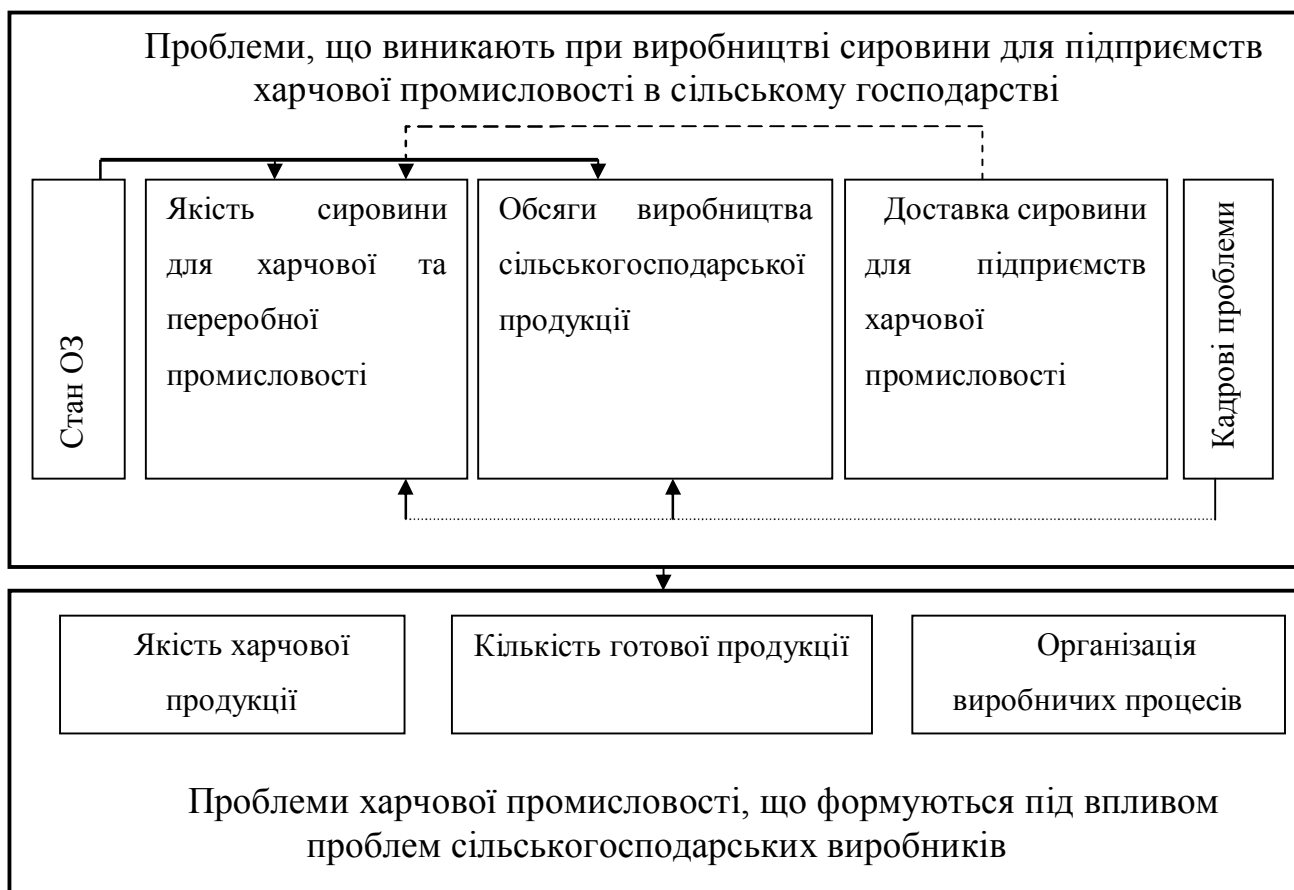 Проблеми, що виникають при виробництві сировини для підприємств
харчової промисловості в сільському господарстві
Стан ОЗ
Якість сировини
для харчової та
переробної
промисловості
Обсяги виробництва
сільськогосподарської
продукції
Доставка сировини
для підприємств
харчової
промисловості
Кадрові проблеми
Якість харчової
продукції
Кількість готової продукції
Організація
виробничих процесів
Проблеми харчової промисловості, що формуються під впливом
проблем сільськогосподарських виробників